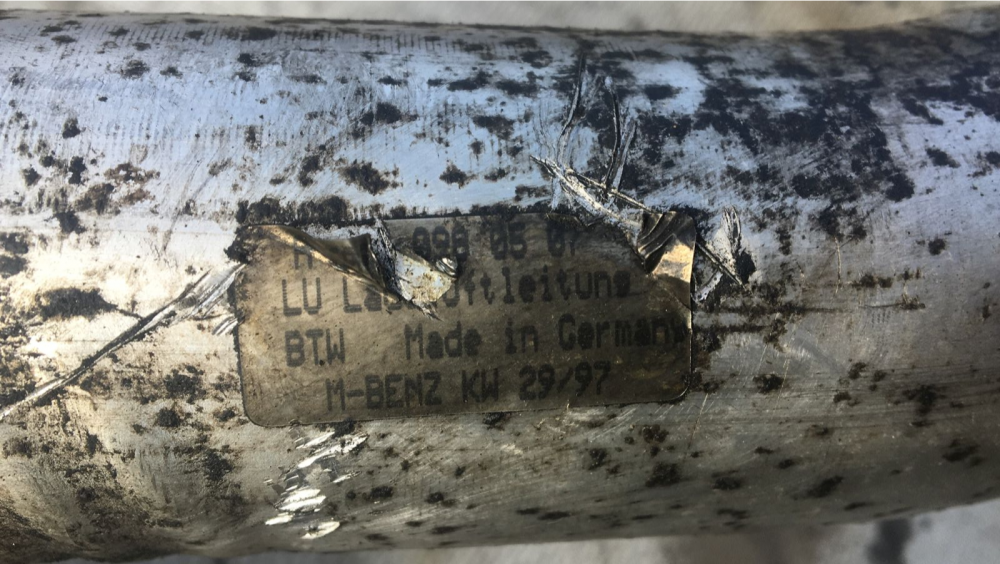 098 05 07
LU Ladeluftleitung
BTW Made in Germany
M-BENZ KW 29/97